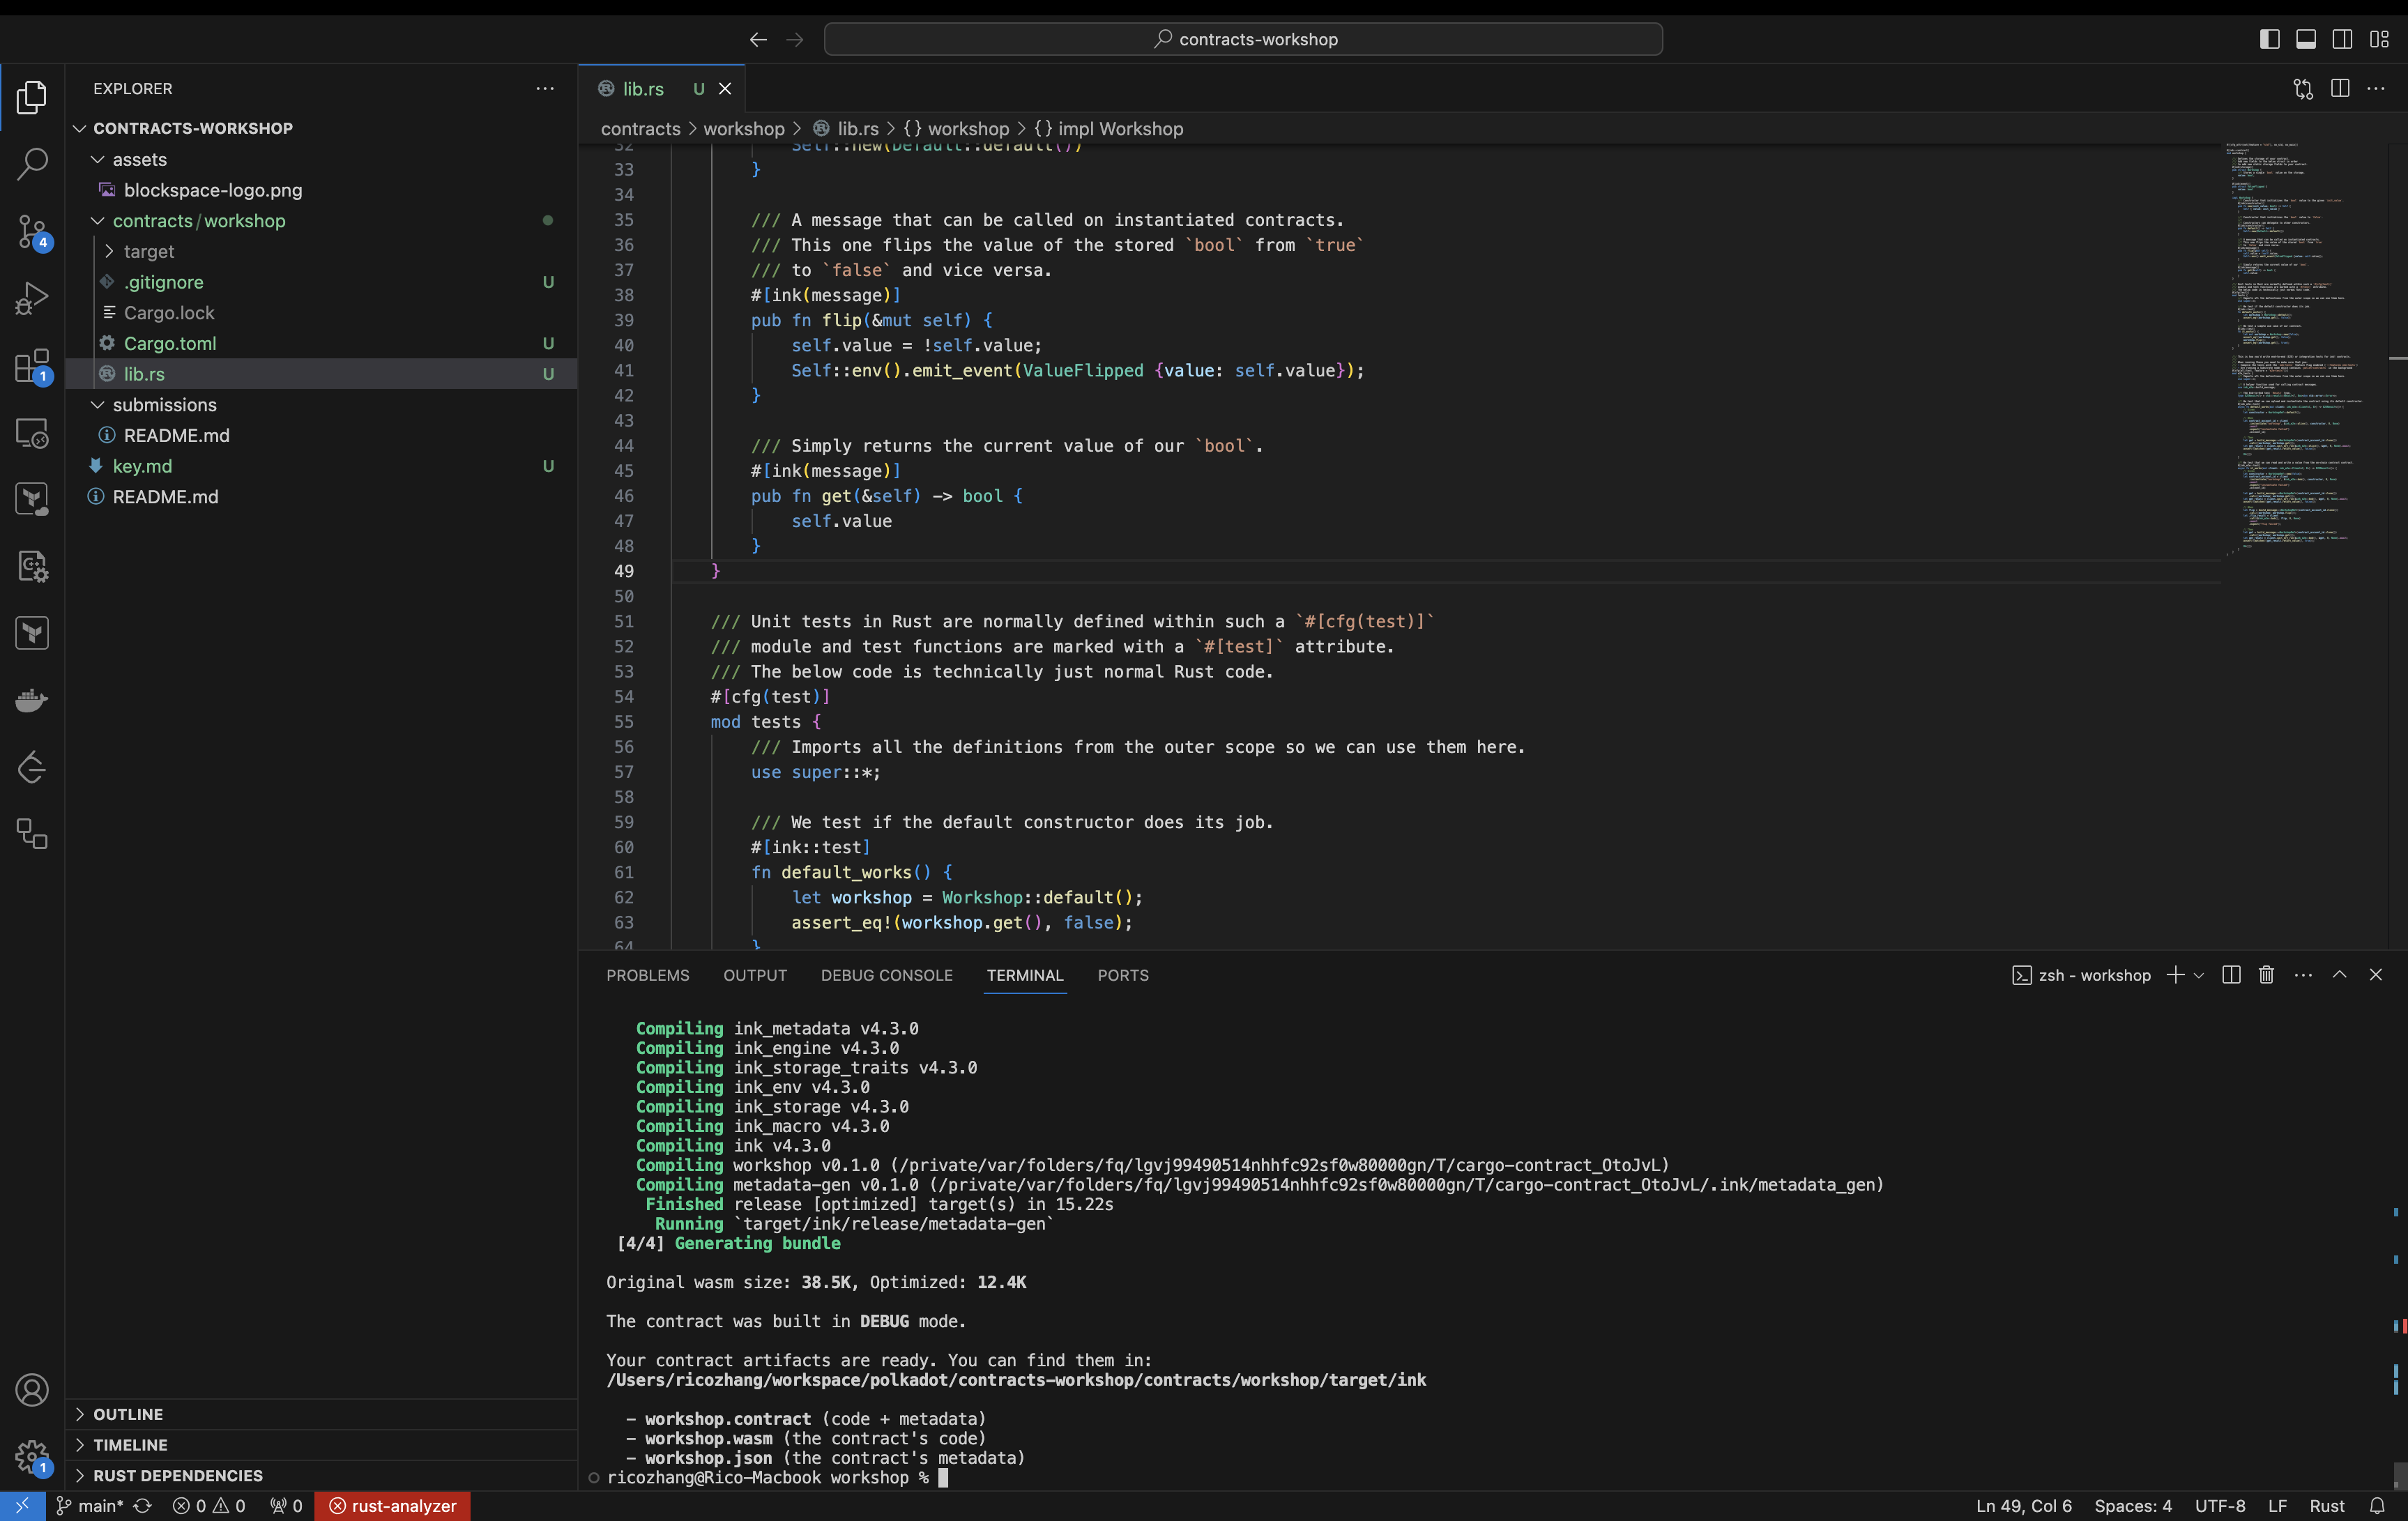 contracts-workshop
EXPLORER
CONTRACTS-WORKSHOP
assets
blockspace-logo.png
contracts/workshop
target
.gitignore U
Cargo.lock
Cargo.toml U
lib.rs U
submissions
README.md
key.md U
README.md
OUTLINE
TIMELINE
RUST DEPENDENCIES
4
1
1
lib.rs U
contracts > workshop > lib.rs > {} workshop > {} impl Workshop
32 Self::new(Default::default())
33 }
34
35 /// A message that can be called on instantiated contracts.
36 /// This one flips the value of the stored `bool` from `true`
37 /// to `false` and vice versa.
38 #[ink(message)]
39 pub fn flip(&mut self) {
40 self.value = !self.value;
41 Self::env().emit_event(ValueFlipped {value: self.value});
42 }
43
44 /// Simply returns the current value of our `bool`.
45 #[ink(message)]
46 pub fn get(&self) -> bool {
47 self.value
48 }
49 }
50
51 /// Unit tests in Rust are normally defined within such a `#[cfg(test)]`
52 /// module and test functions are marked with a `#[test]` attribute.
53 /// The below code is technically just normal Rust code.
54 #[cfg(test)]
55 mod tests {
56 /// Imports all the definitions from the outer scope so we can use them here.
57 use super::*;
58
59 /// We test if the default constructor does its job.
60 #[ink::test]
61 fn default_works() {
62 let workshop = Workshop::default();
63 assert_eq!(workshop.get(), false);
64 }
PROBLEMS OUTPUT DEBUG CONSOLE TERMINAL PORTS
zsh - workshop
Compiling ink_metadata v4.3.0
Compiling ink_engine v4.3.0
Compiling ink_storage_traits v4.3.0
Compiling ink_env v4.3.0
Compiling ink_storage v4.3.0
Compiling ink_macro v4.3.0
Compiling ink v4.3.0
Compiling workshop v0.1.0 (/private/var/folders/fq/lgvj99490514nhhfc92sf0w80000gn/T/cargo-contract_OtoJvL)
Compiling metadata-gen v0.1.0 (/private/var/folders/fq/lgvj99490514nhhfc92sf0w80000gn/T/cargo-contract_OtoJvL/.ink/metadata_gen)
Finished release [optimized] target(s) in 15.22s
Running `target/ink/release/metadata-gen`
[4/4] Generating bundle
Original wasm size: 38.5K, Optimized: 12.4K
The contract was built in DEBUG mode.
Your contract artifacts are ready. You can find them in:
/Users/ricozhang/workspace/polkadot/contracts-workshop/contracts/workshop/target/ink
- workshop.contract (code + metadata)
- workshop.wasm (the contract's code)
- workshop.json (the contract's metadata)
ricozhang@Rico-Macbook workshop %
main* 0 0 0 rust-analyzer
Ln 49, Col 6 Spaces: 4 UTF-8 LF Rust